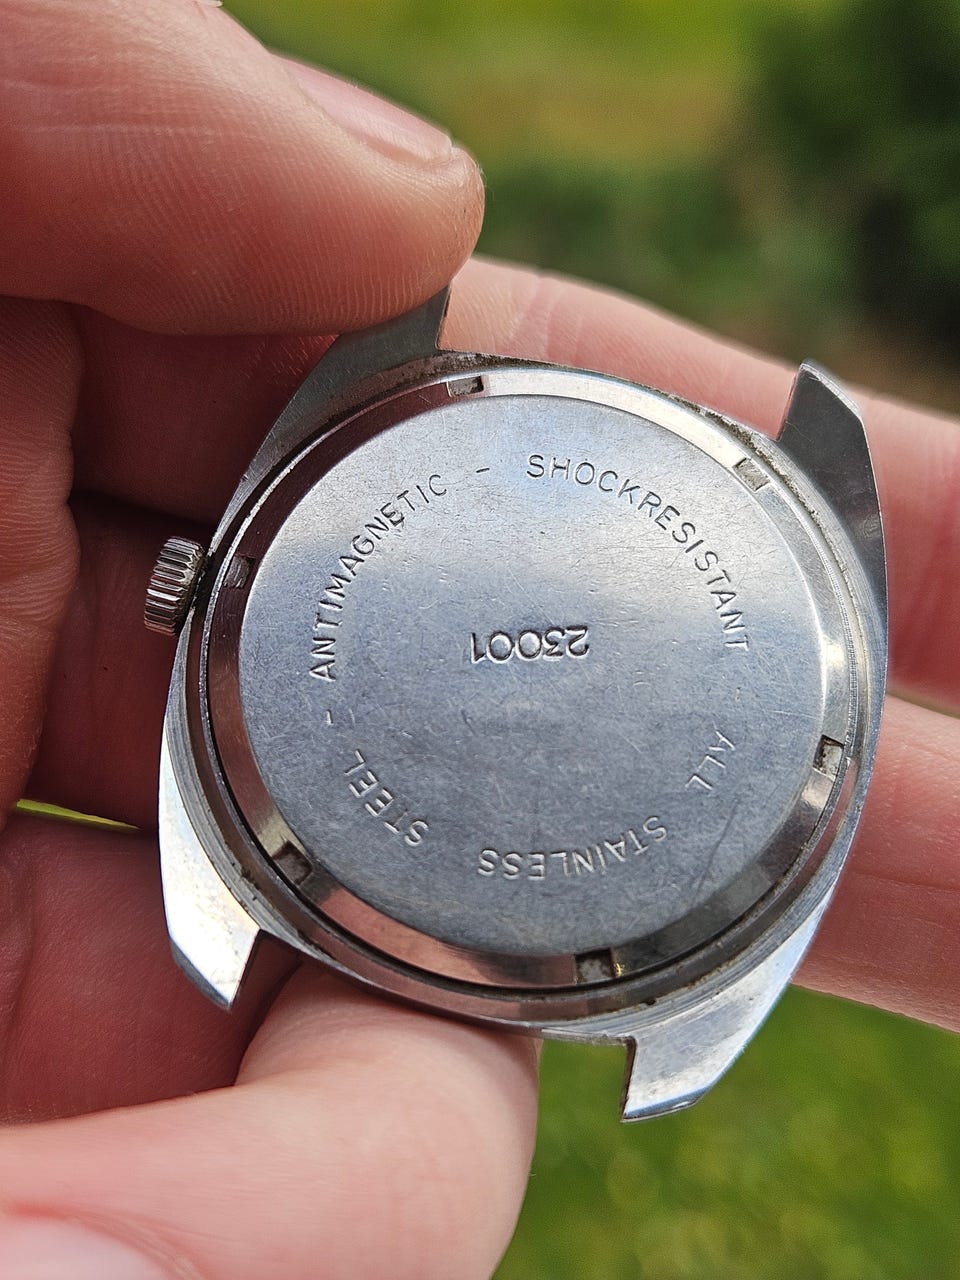 ANTIMAGNETIC - SHOCKRESISTANT - ALL STAINLESS STEEL -
23001